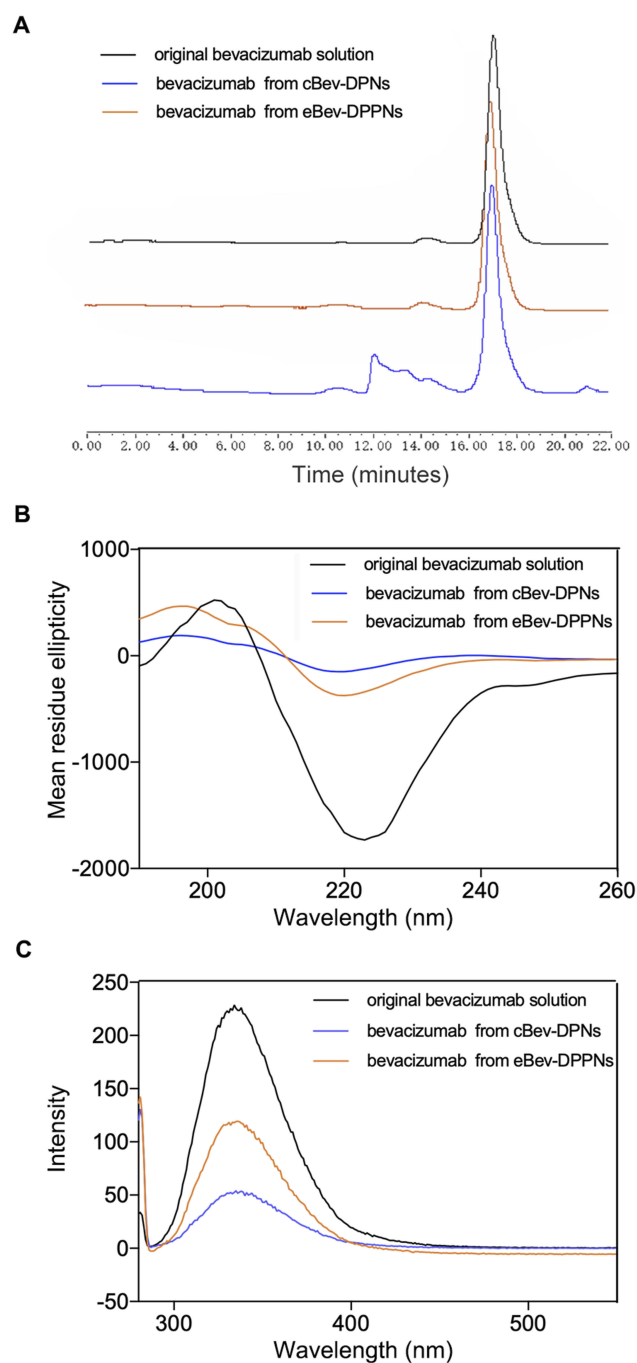 A
original bevacizumab solution
bevacizumab from cBev-DPNs
bevacizumab from eBev-DPPNs
0.00 2.00 4.00 6.00 8.00 10.00 12.00 14.00 16.00 18.00 20.00 22.00
Time (minutes)
B
1000
0
-1000
-2000
Mean residue ellipticity
original bevacizumab solution
bevacizumab from cBev-DPNs
bevacizumab from eBev-DPPNs
200 220 240 260
Wavelength (nm)
C
250
200
150
100
50
0
-50
Intensity
original bevacizumab solution
bevacizumab from cBev-DPNs
bevacizumab from eBev-DPPNs
300 400 500
Wavelength (nm)